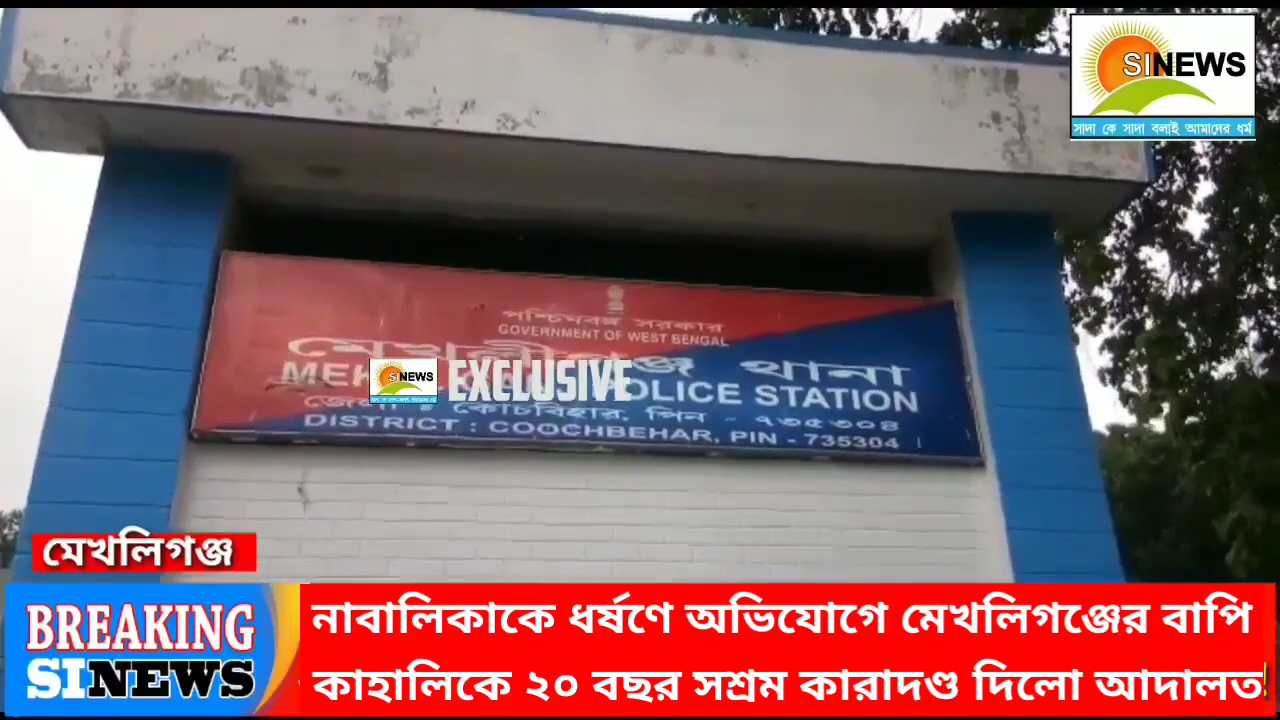 SINEWS
সাদা কে সাদা বলাই আমাদের ধর্ম
পশ্চিমবঙ্গ সরকার
GOVERNMENT OF WEST BENGAL
থানা
POLICE STATION
SINEWS
EXCLUSIVE
জেলা : কোচবিহার, পিন - ৭৩৫৩০৪
DISTRICT : COOCHBEHAR, PIN - 735304
মেখলিগঞ্জ
BREAKING
SINEWS
নাবালিকাকে ধর্ষণে অভিযোগে মেখলিগঞ্জের বাপি
কাহালিকে ২০ বছর সশ্রম কারাদণ্ড দিলো আদালত!